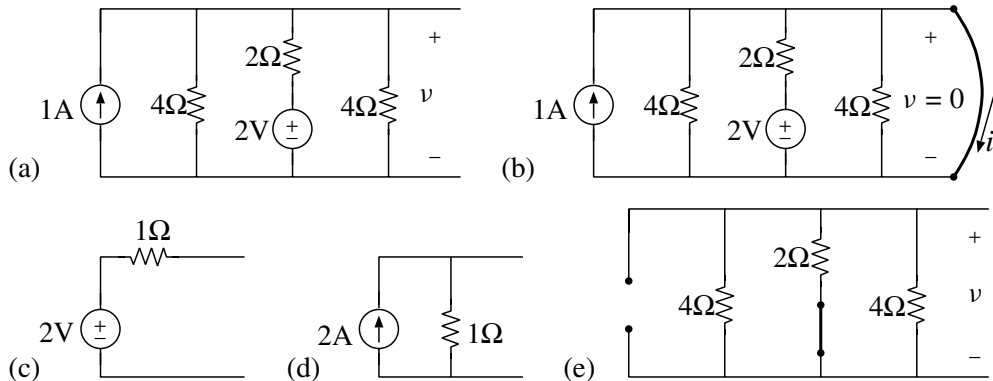 (a) 1A 4Ω 2Ω 2V + − 4Ω + ν −
(b) 1A 4Ω 2Ω 2V + − 4Ω + ν = 0 − i
(c) 2V + − 1Ω
(d) 2A 1Ω
(e) 4Ω 2Ω 4Ω + ν −